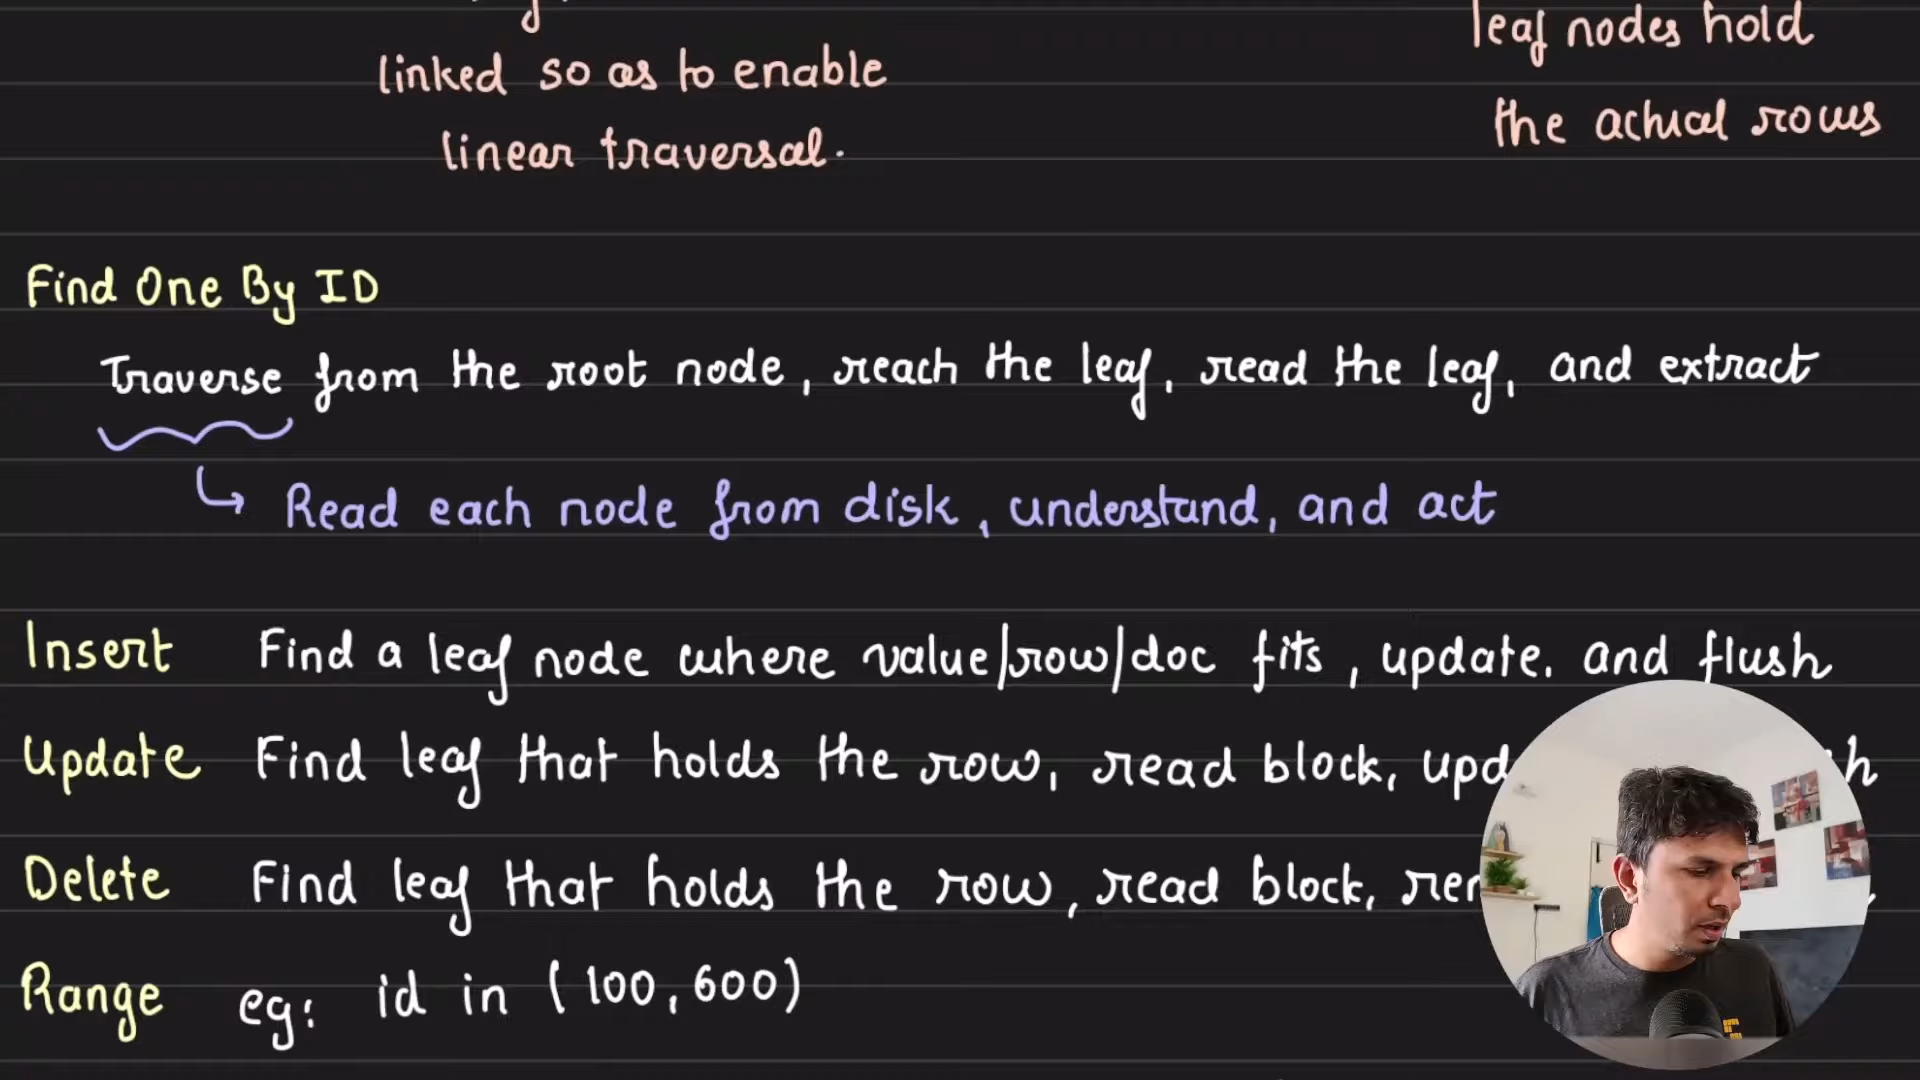 linked so as to enable
linear traversal.
leaf nodes hold
the actual rows
Find One By ID
Traverse from the root node, reach the leaf, read the leaf, and extract
Read each node from disk, understand, and act
Insert Find a leaf node where value/row/doc fits, update. and flush
Update Find leaf that holds the row, read block,
Delete Find leaf that holds the row, read block,
Range eg: id in (100, 600)